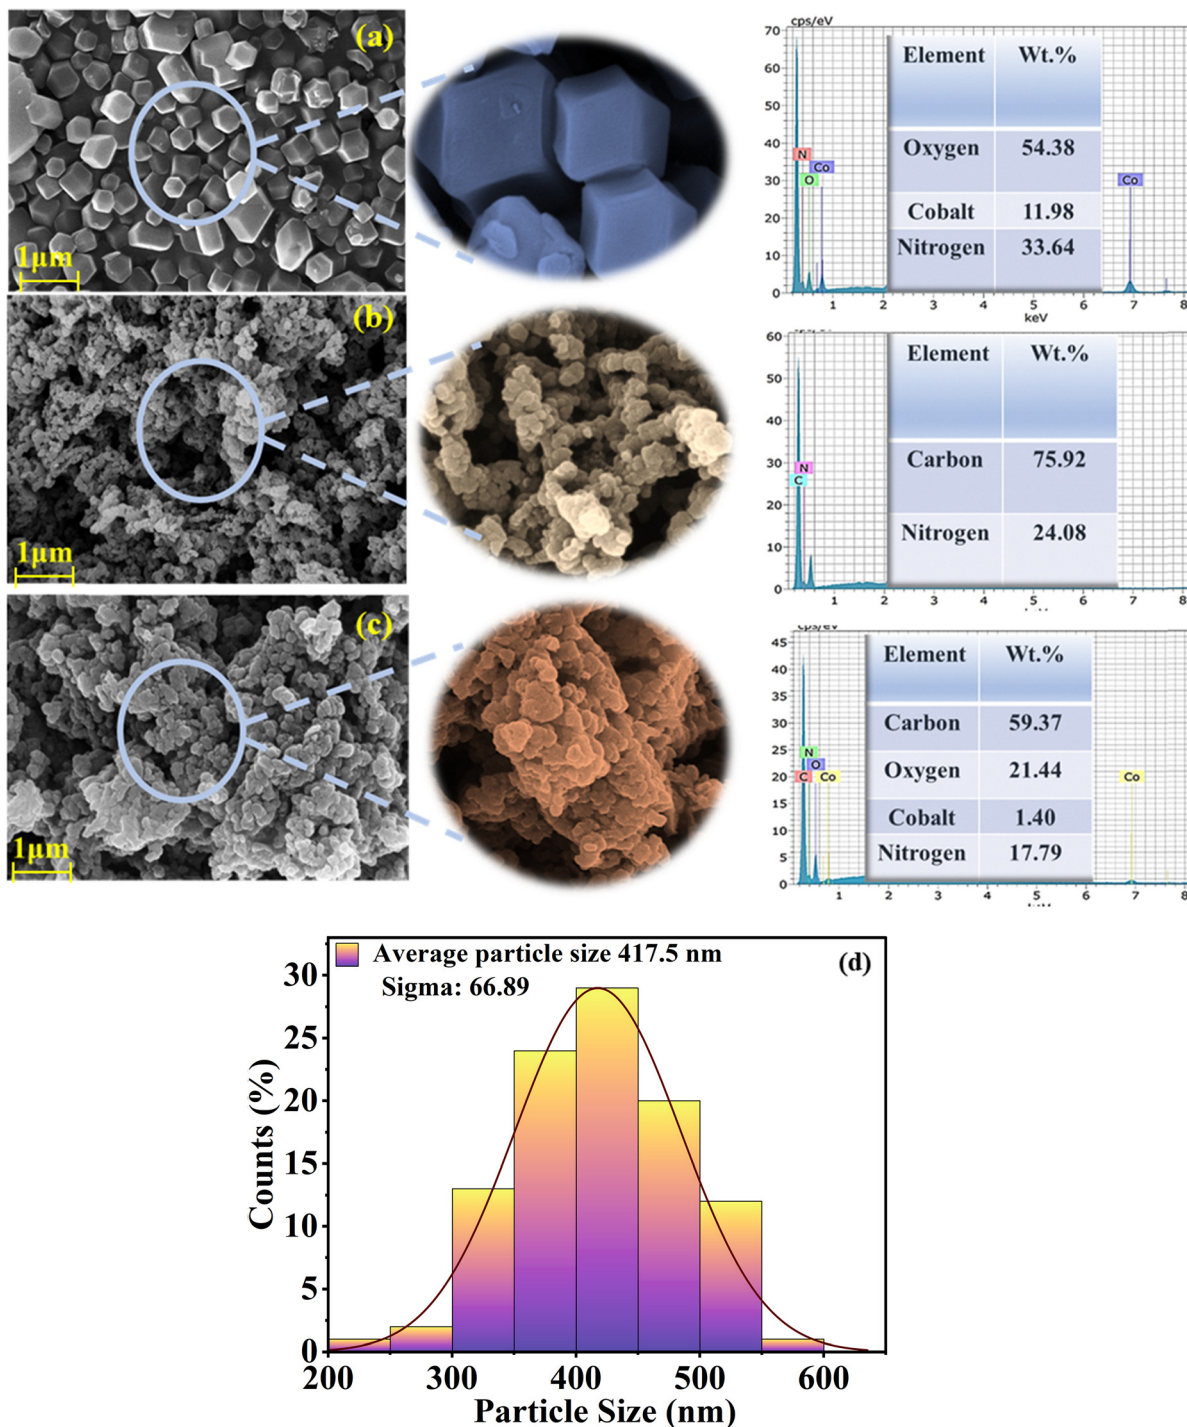 (a)
1µm
cps/eV
70
60
50
40
30
20
10
0
N
O
Co
Co
Element Wt.%
Oxygen 54.38
Cobalt 11.98
Nitrogen 33.64
1 2 3 4 5 6 7 8
keV
(b)
1µm
60
50
40
30
20
10
0
N
C
Element Wt.%
Carbon 75.92
Nitrogen 24.08
1 2 3 4 5 6 7 8
(c)
1µm
cps/eV
45
40
35
30
25
20
15
10
5
0
N
O
C Co
Co
Element Wt.%
Carbon 59.37
Oxygen 21.44
Cobalt 1.40
Nitrogen 17.79
1 2 3 4 5 6 7 8
(d)
Average particle size 417.5 nm
Sigma: 66.89
Counts (%)
30
25
20
15
10
5
0
200 300 400 500 600
Particle Size (nm)